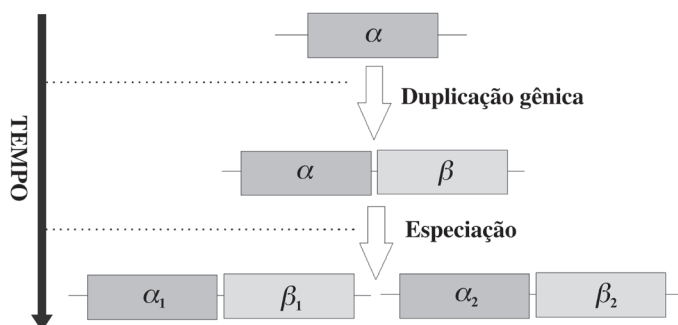 α
Duplicação gênica
TEMPO
α β
Especiação
α₁ β₁ α₂ β₂